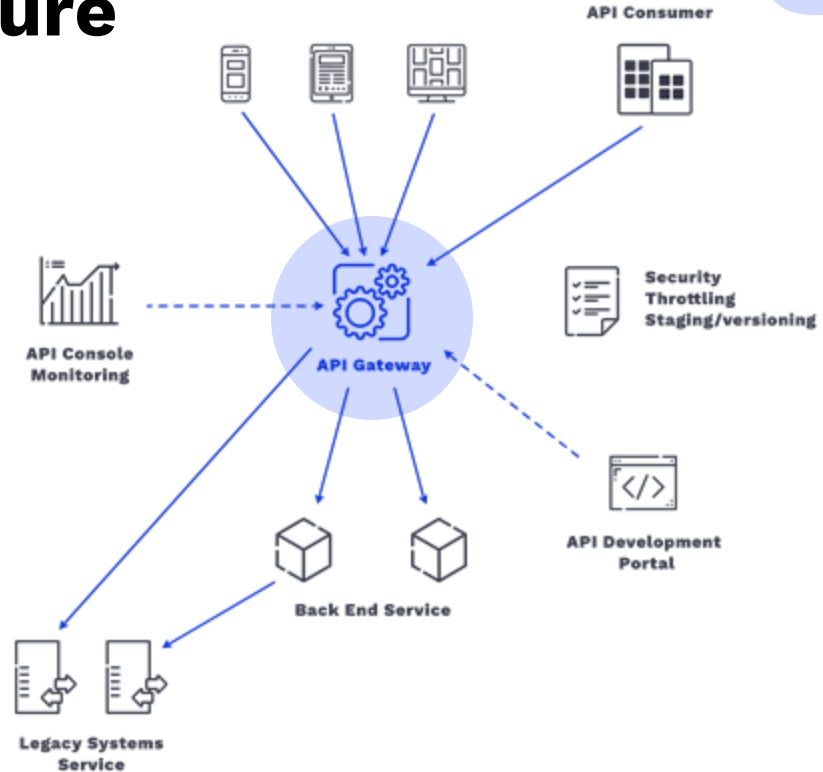 ure
API Consumer
Security
Throttling
Staging/versioning
API Console
Monitoring
API Gateway
API Development
Portal
Back End Service
Legacy Systems
Service